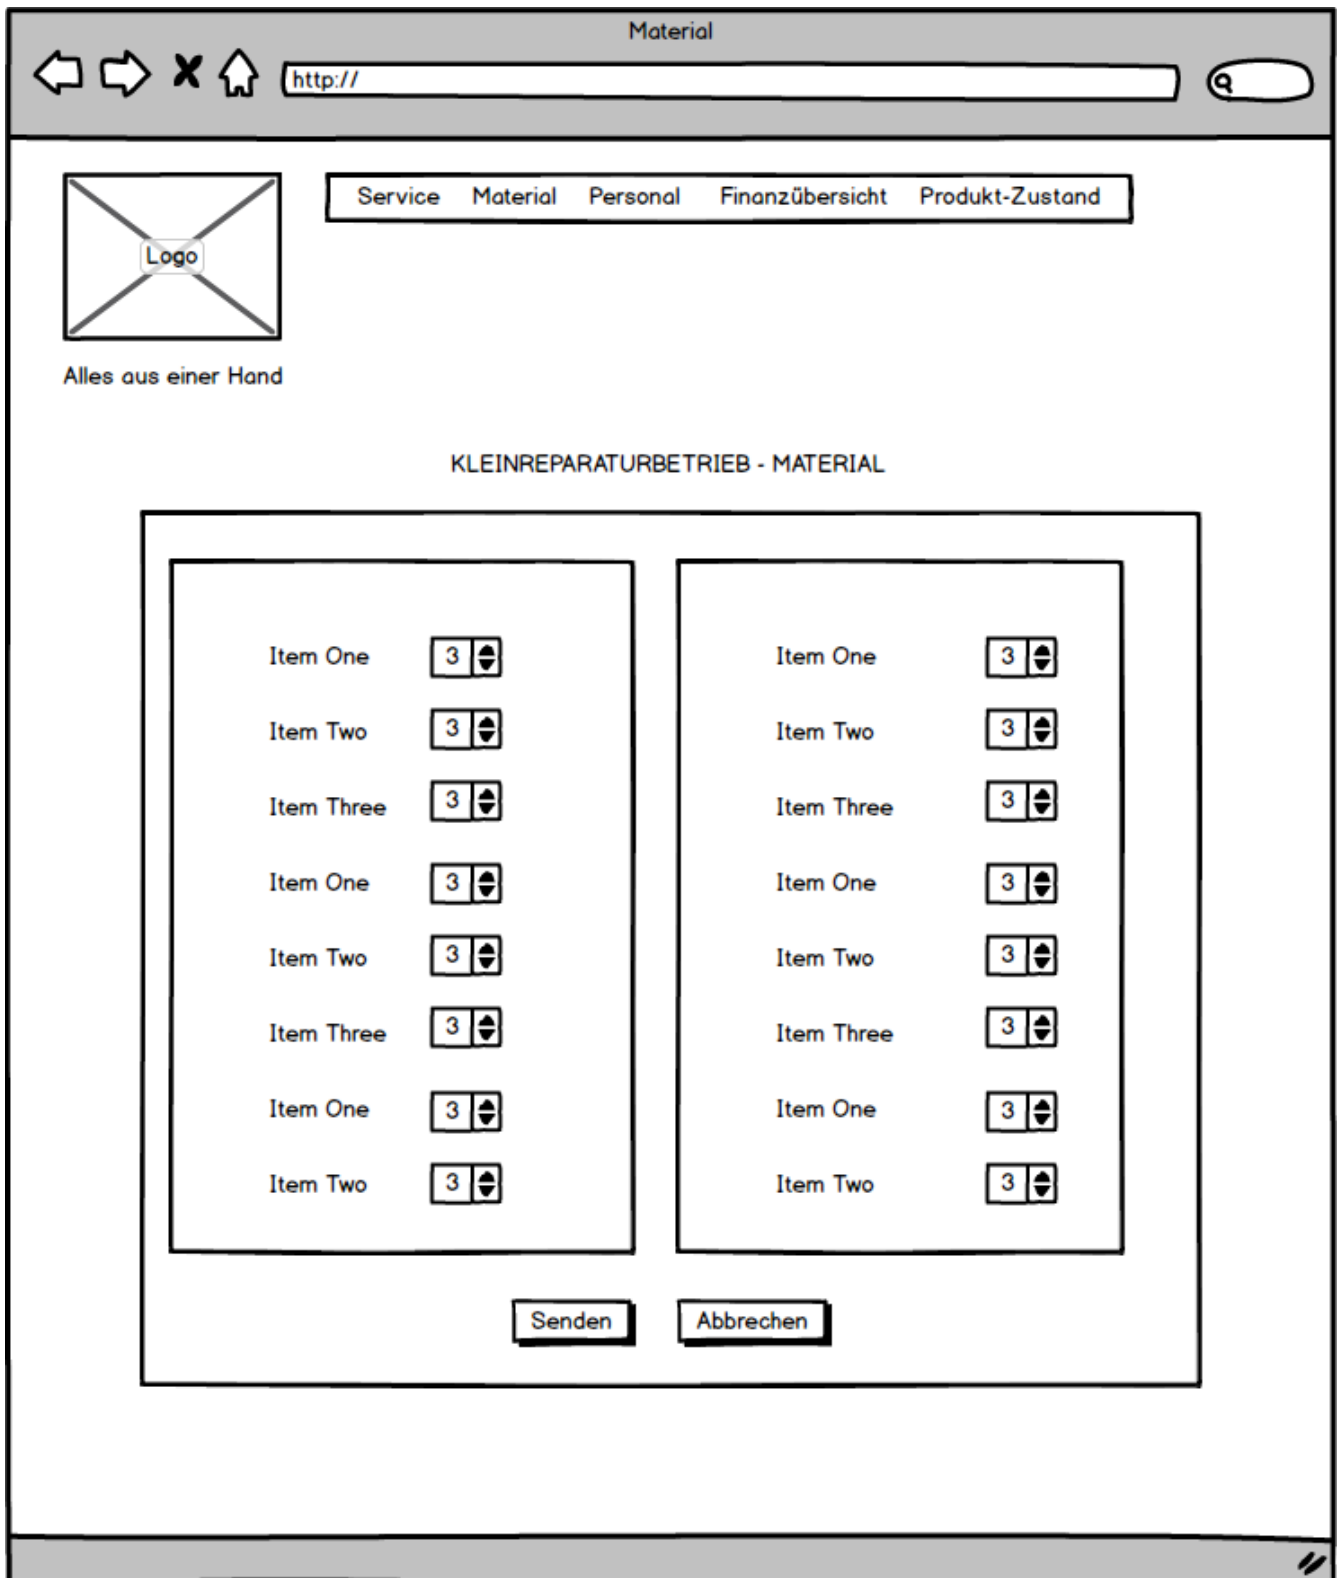 Material
http://
Service Material Personal Finanzübersicht Produkt-Zustand
Logo
Alles aus einer Hand
KLEINREPARATURBETRIEB - MATERIAL
Item One 3 Item One 3
Item Two 3 Item Two 3
Item Three 3 Item Three 3
Item One 3 Item One 3
Item Two 3 Item Two 3
Item Three 3 Item Three 3
Item One 3 Item One 3
Item Two 3 Item Two 3
Senden Abbrechen